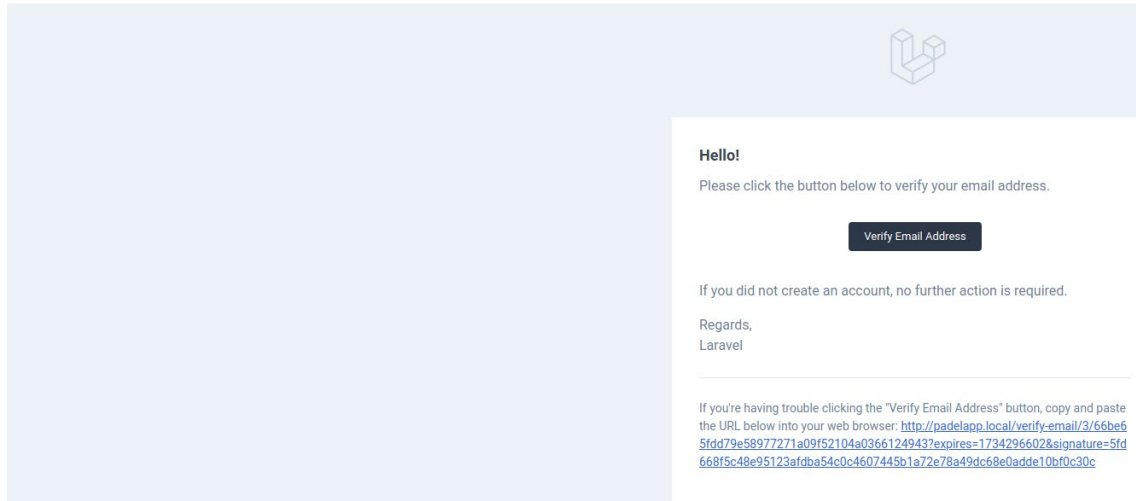 Hello!
Please click the button below to verify your email address.
Verify Email Address
If you did not create an account, no further action is required.
Regards,
Laravel
If you're having trouble clicking the "Verify Email Address" button, copy and paste
the URL below into your web browser: http://padelapp.local/verify-email/3/66be6
5fdd79e58977271a09f52104a0366124943?expires=1734296602&signature=5fd
668f5c48e95123afdba54c0c4607445b1a72e78a49dc68e0adde10bf0c30c